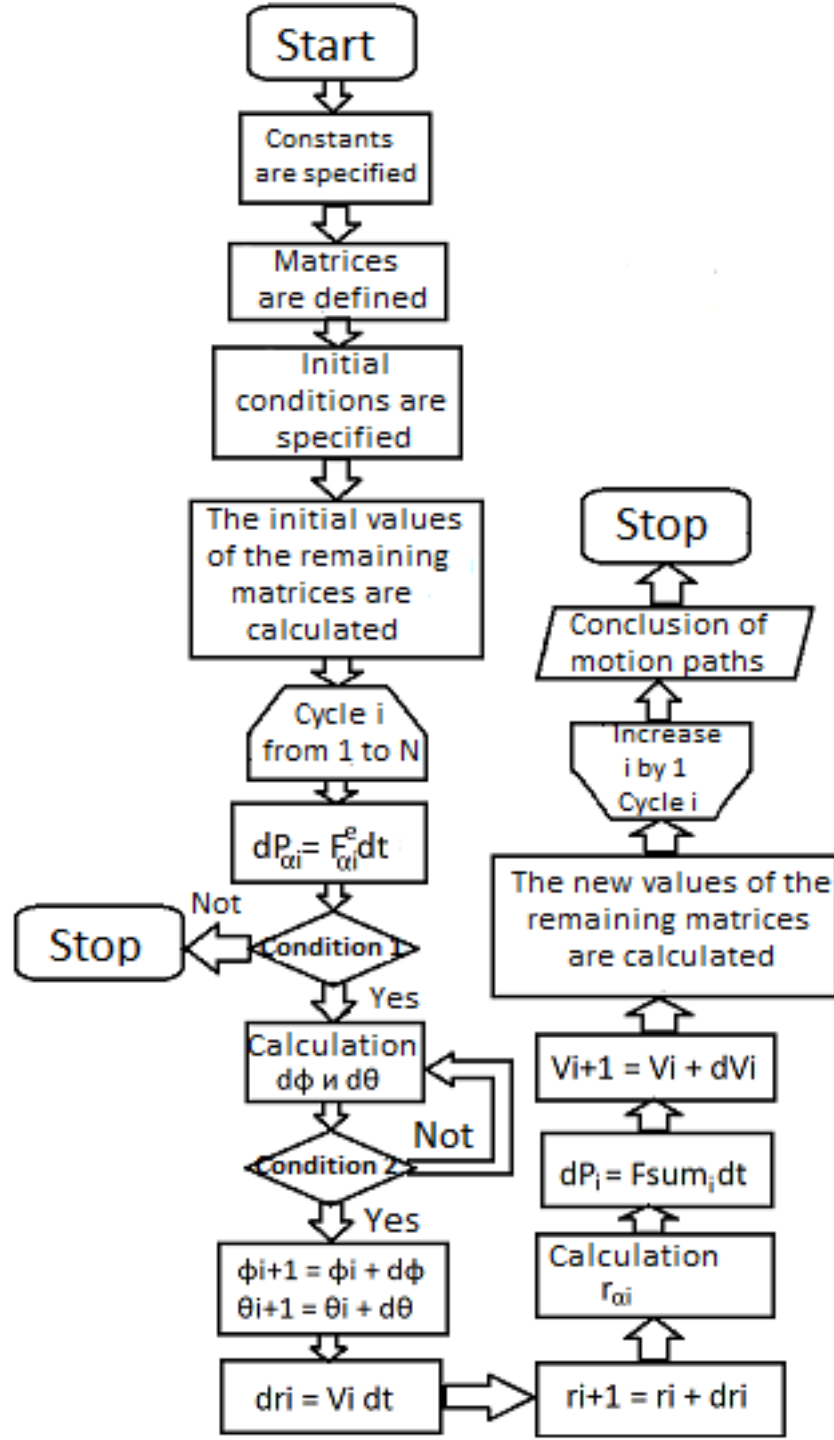 Start
Constants
are specified
Matrices
are defined
Initial
conditions are
specified
The initial values
of the remaining
matrices are
calculated
Cycle i
from 1 to N
dPαi= Fᵉαidt
Condition 1
Not
Stop
Yes
Calculation
dϕ и dθ
Condition 2
Not
Yes
ϕi+1 = ϕi + dϕ
θi+1 = θi + dθ
dri = Vi dt
ri+1 = ri + dri
Calculation
rαi
dPi = Fsumidt
Vi+1 = Vi + dVi
The new values of the
remaining matrices
are calculated
Increase
i by 1
Cycle i
Conclusion of
motion paths
Stop